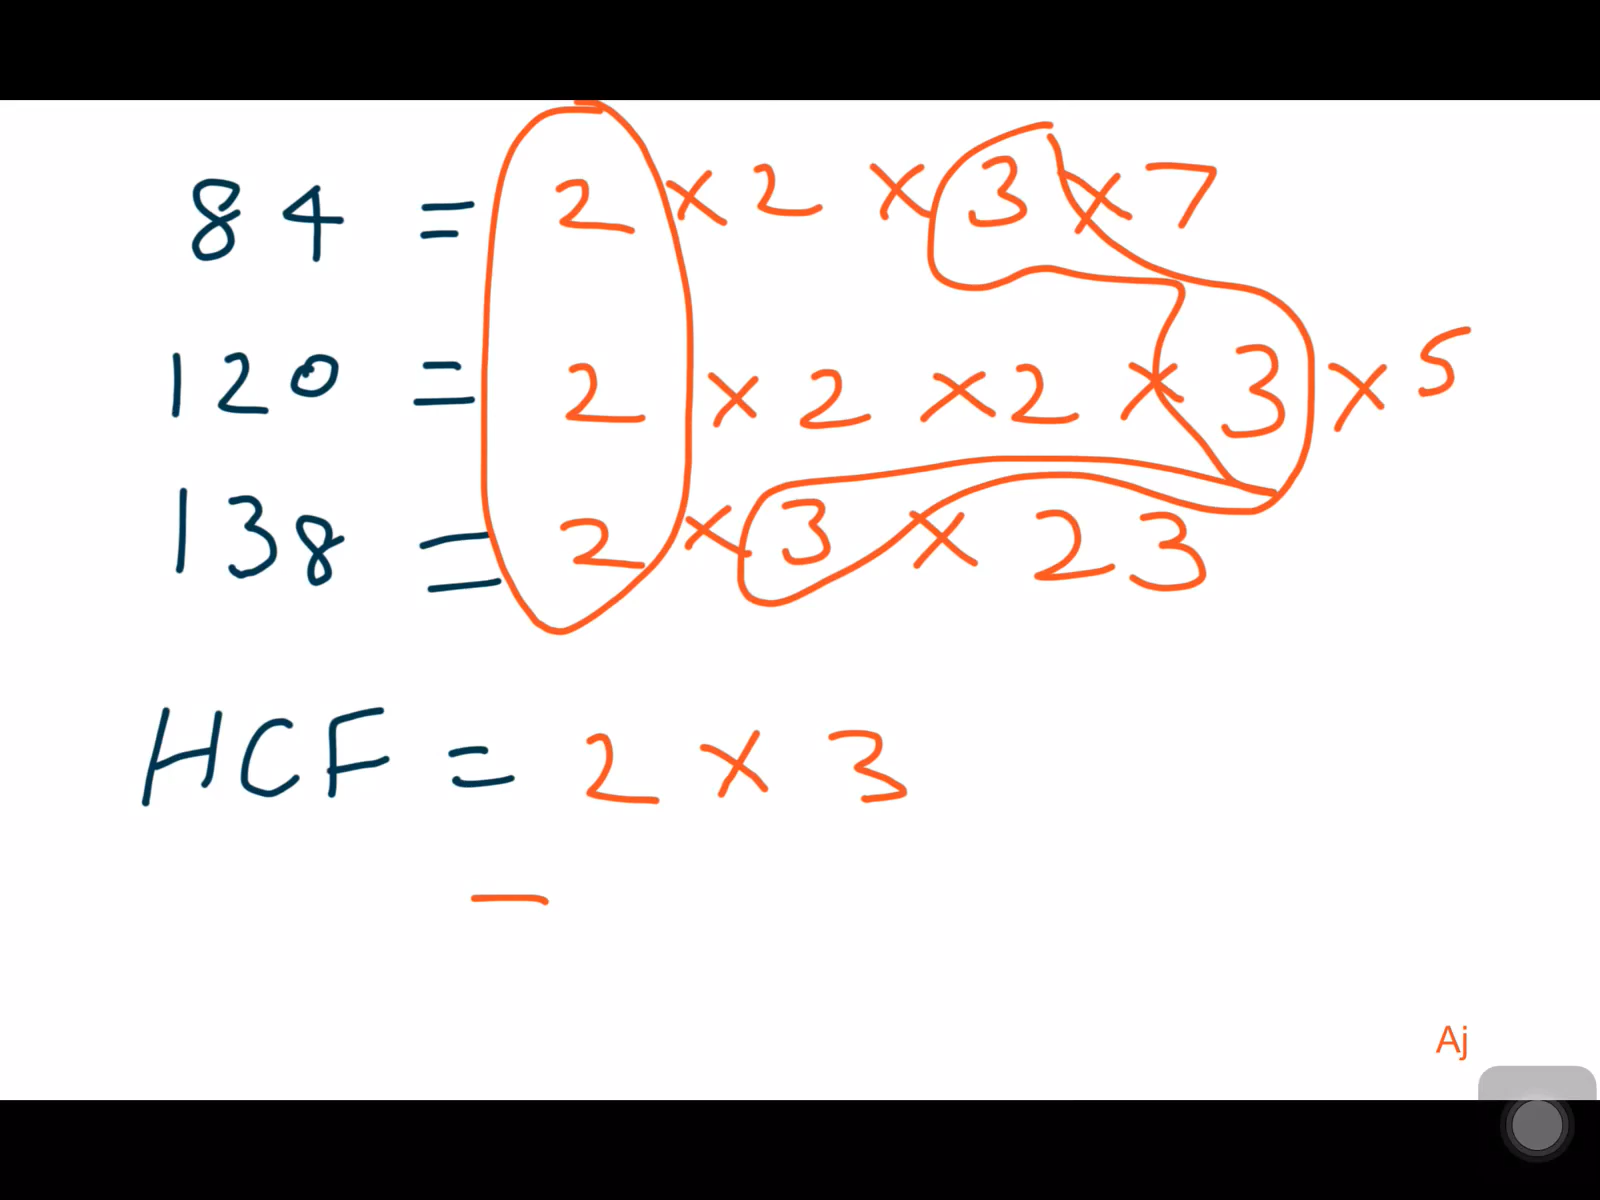 84 = 2 × 2 × 3 × 7
120 = 2 × 2 × 2 × 3 × 5
138 = 2 × 3 × 23
HCF = 2 × 3
Aj